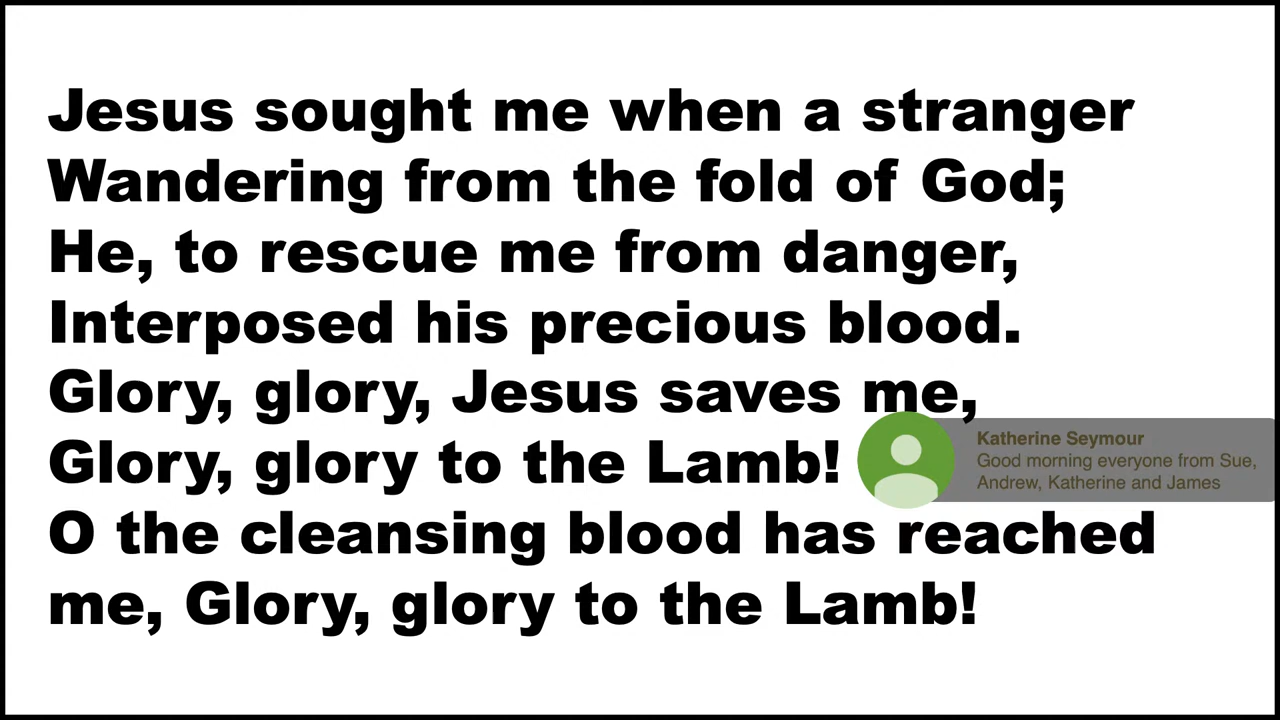 Jesus sought me when a stranger
Wandering from the fold of God;
He, to rescue me from danger,
Interposed his precious blood.
Glory, glory, Jesus saves me,
Glory, glory to the Lamb!
Katherine Seymour
Good morning everyone from Sue,
Andrew, Katherine and James
O the cleansing blood has reached
me, Glory, glory to the Lamb!